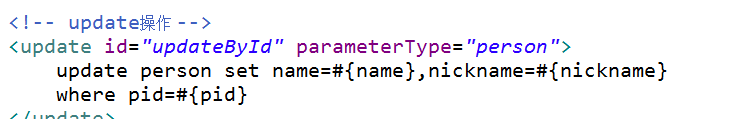 <!-- update操作 -->
<update id="updateById" parameterType="person">
update person set name=#{name},nickname=#{nickname}
where pid=#{pid}
</update>